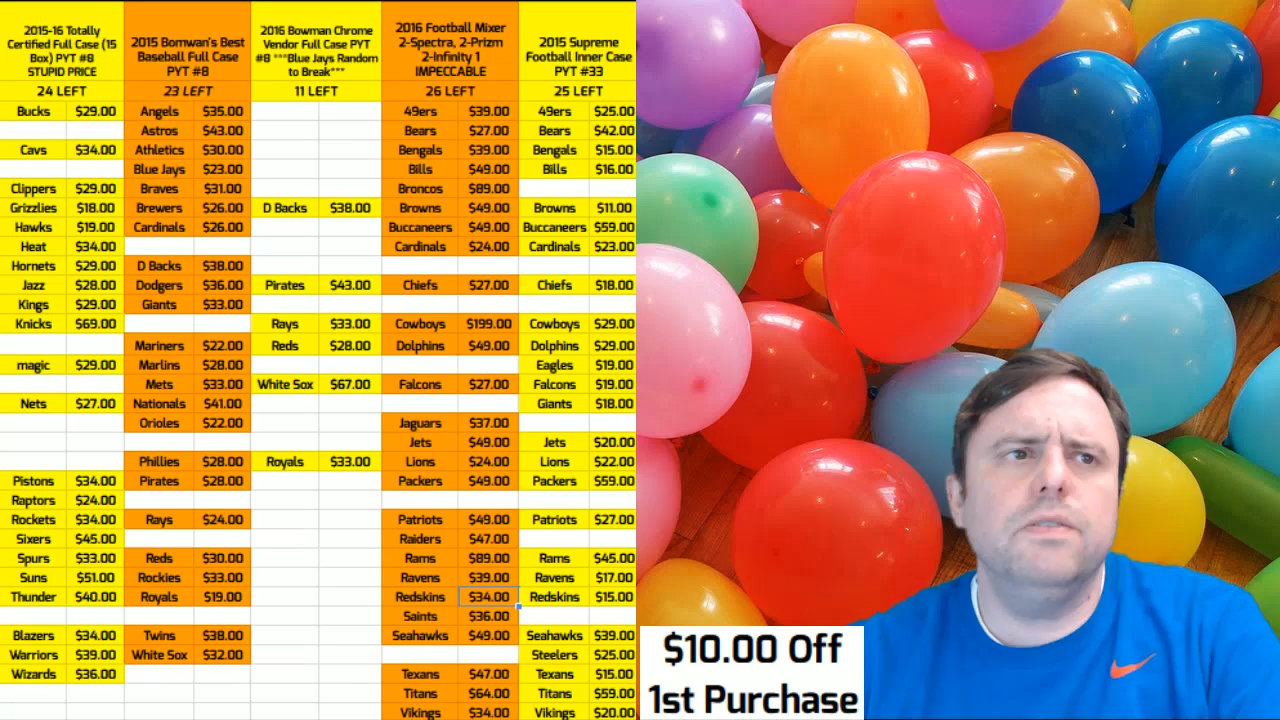 2015-16 Totally
Certified Full Case (15
Box) PYT #8
STUPID PRICE
24 LEFT
Bucks $29.00
Cavs $34.00
Clippers $29.00
Grizzlies $18.00
Hawks $19.00
Heat $34.00
Hornets $29.00
Jazz $28.00
Kings $29.00
Knicks $69.00
magic $29.00
Nets $27.00
Pistons $34.00
Raptors $24.00
Rockets $34.00
Sixers $45.00
Spurs $33.00
Suns $51.00
Thunder $40.00
Blazers $34.00
Warriors $39.00
Wizards $36.00
2015 Bomwan's Best
Baseball Full Case
PYT #8
23 LEFT
Angels $35.00
Astros $43.00
Athletics $30.00
Blue Jays $23.00
Braves $31.00
Brewers $26.00
Cardinals $26.00
D Backs $38.00
Dodgers $36.00
Giants $33.00
Mariners $22.00
Marlins $28.00
Mets $33.00
Nationals $41.00
Orioles $22.00
Phillies $28.00
Pirates $28.00
Rays $24.00
Reds $30.00
Rockies $33.00
Royals $19.00
Twins $38.00
White Sox $32.00
2016 Bowman Chrome
Vendor Full Case PYT
#8 ***Blue Jays Random
to Break***
11 LEFT
D Backs $38.00
Pirates $43.00
Rays $33.00
Reds $28.00
White Sox $67.00
Royals $33.00
2016 Football Mixer
2-Spectra, 2-Prizm
2-Infinity 1
IMPECCABLE
26 LEFT
49ers $39.00
Bears $27.00
Bengals $39.00
Bills $49.00
Broncos $89.00
Browns $49.00
Buccaneers $49.00
Cardinals $24.00
Chiefs $27.00
Cowboys $199.00
Dolphins $49.00
Falcons $27.00
Jaguars $37.00
Jets $49.00
Lions $24.00
Packers $49.00
Patriots $49.00
Raiders $47.00
Rams $89.00
Ravens $39.00
Redskins $34.00
Saints $36.00
Seahawks $49.00
Texans $47.00
Titans $64.00
Vikings $34.00
2015 Supreme
Football Inner Case
PYT #33
25 LEFT
49ers $25.00
Bears $42.00
Bengals $15.00
Bills $16.00
Browns $11.00
Buccaneers $59.00
Cardinals $23.00
Chiefs $18.00
Cowboys $29.00
Dolphins $29.00
Eagles $19.00
Falcons $19.00
Giants $18.00
Jets $20.00
Lions $22.00
Packers $59.00
Patriots $27.00
Rams $45.00
Ravens $17.00
Redskins $15.00
Seahawks $39.00
Steelers $25.00
Texans $15.00
Titans $59.00
Vikings $20.00
$10.00 Off
1st Purchase